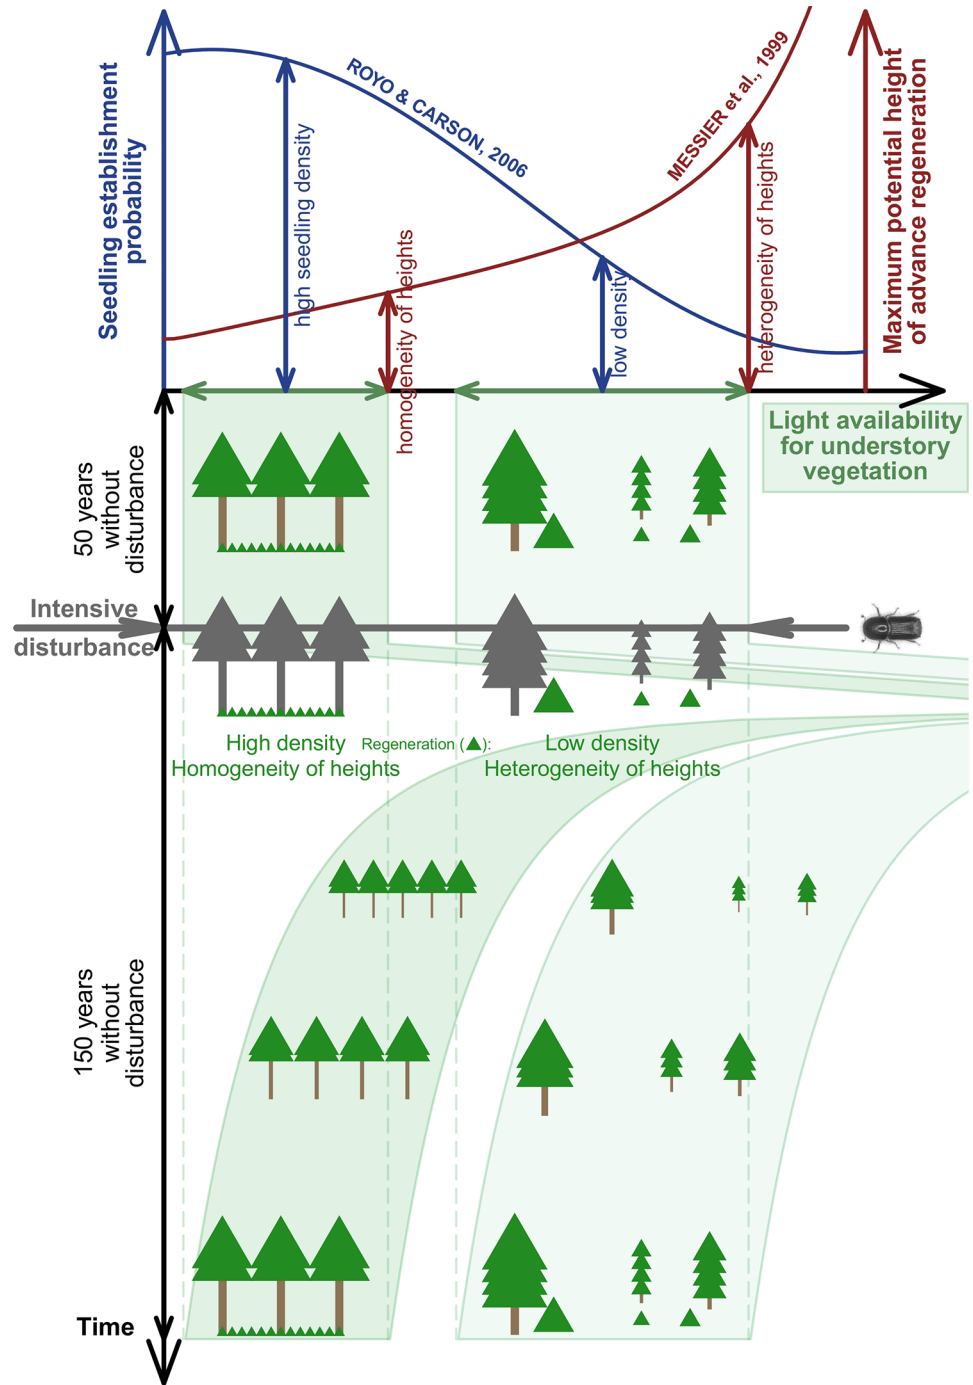 Seedling establishment
probability
ROYO & CARSON, 2006
MESSIER et al., 1999
Maximum potential height
of advance regeneration
high seedling density
homogeneity of heights
low density
heterogeneity of heights
Light availability
for understory
vegetation
50 years
without
disturbance
Intensive
disturbance
High density
Homogeneity of heights
Regeneration (▲):
Low density
Heterogeneity of heights
150 years
without
disturbance
Time